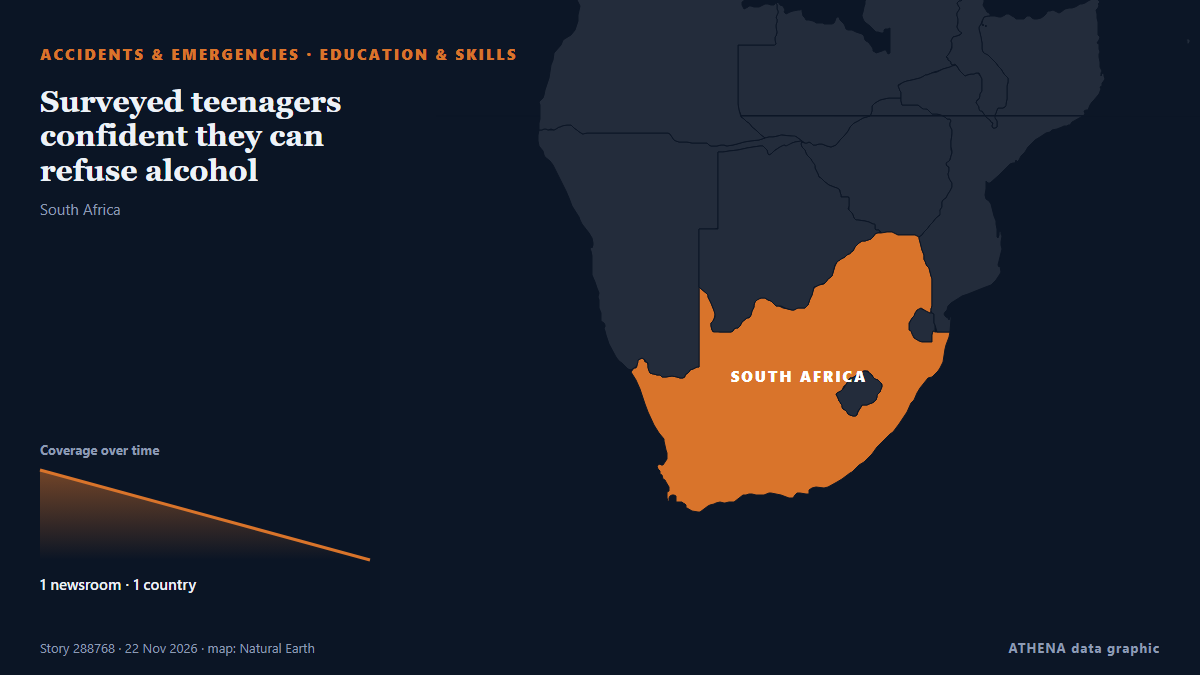 ACCIDENTS & EMERGENCIES · EDUCATION & SKILLS
Surveyed teenagers
confident they can
refuse alcohol
South Africa
SOUTH AFRICA
Coverage over time
1 newsroom · 1 country
Story 288768 · 22 Nov 2026 · map: Natural Earth
ATHENA data graphic